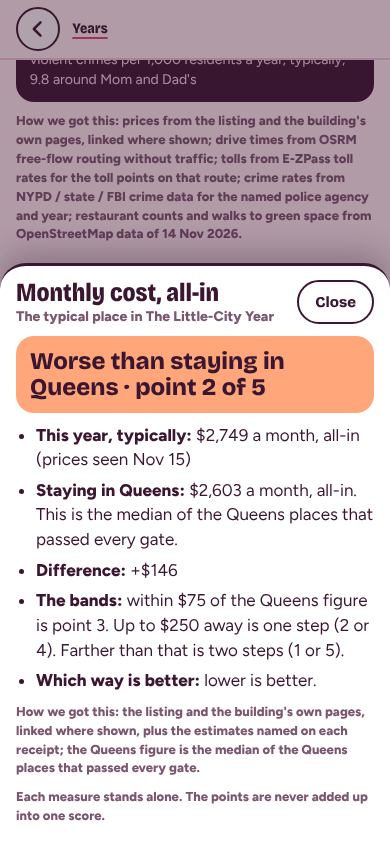 Years
violent crimes per 1,000 residents a year, typically;
9.8 around Mom and Dad's
How we got this: prices from the listing and the building's
own pages, linked where shown; drive times from OSRM
free-flow routing without traffic; tolls from E-ZPass toll
rates for the toll points on that route; crime rates from
NYPD / state / FBI crime data for the named police agency
and year; restaurant counts and walks to green space from
OpenStreetMap data of 14 Nov 2026.
Monthly cost, all-in
The typical place in The Little-City Year
Close
Worse than staying in
Queens · point 2 of 5
• This year, typically: $2,749 a month, all-in
(prices seen Nov 15)
• Staying in Queens: $2,603 a month, all-in.
This is the median of the Queens places that
passed every gate.
• Difference: +$146
• The bands: within $75 of the Queens figure
is point 3. Up to $250 away is one step (2 or
4). Farther than that is two steps (1 or 5).
• Which way is better: lower is better.
How we got this: the listing and the building's own pages,
linked where shown, plus the estimates named on each
receipt; the Queens figure is the median of the Queens
places that passed every gate.
Each measure stands alone. The points are never added up
into one score.